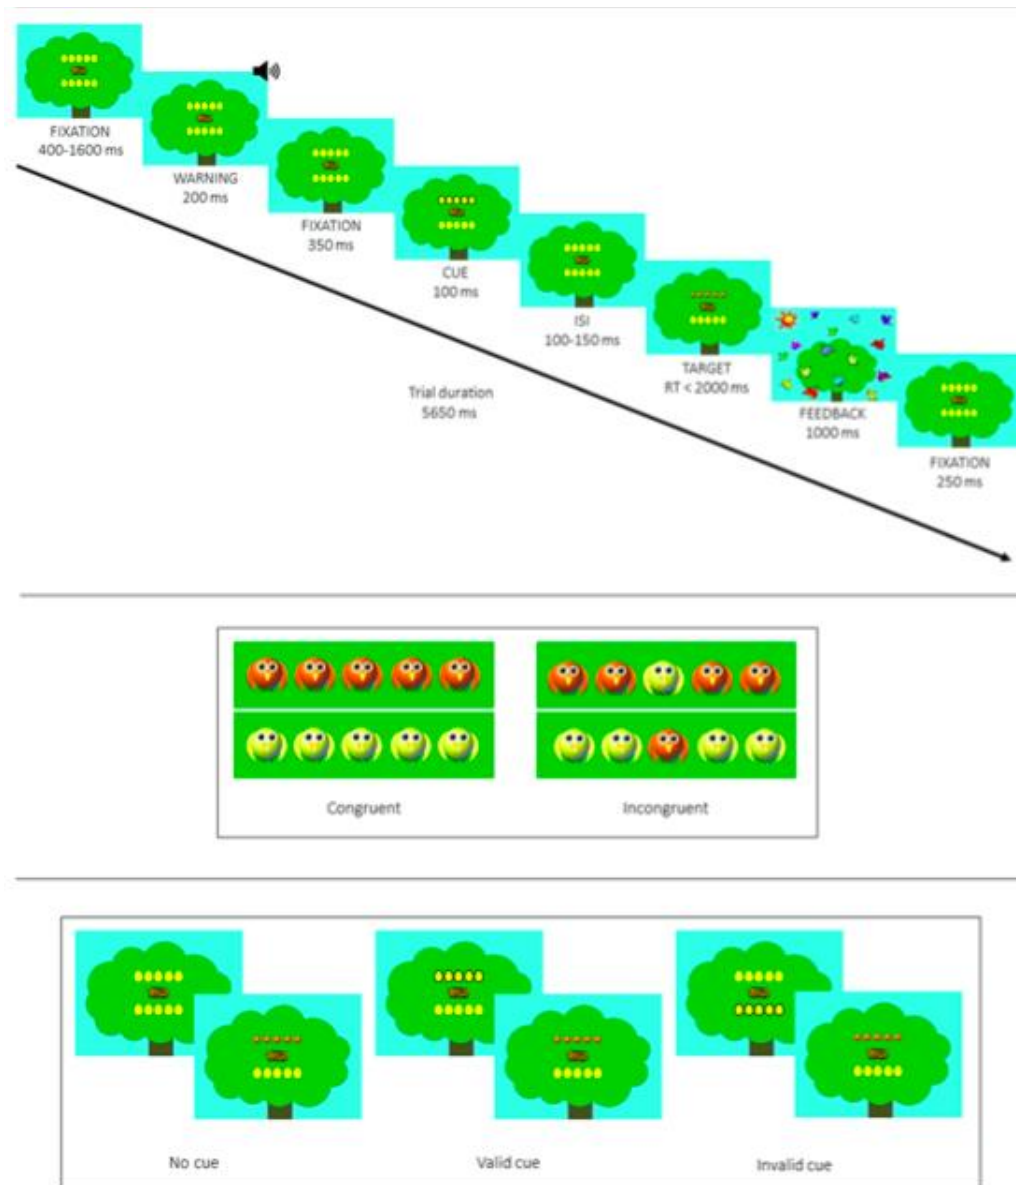 FIXATION
400-1600 ms
WARNING
200 ms
FIXATION
350 ms
CUE
100 ms
ISI
100-150 ms
TARGET
RT < 2000 ms
FEEDBACK
1000 ms
FIXATION
250 ms
Trial duration
5650 ms
Congruent
Incongruent
No cue
Valid cue
Invalid cue